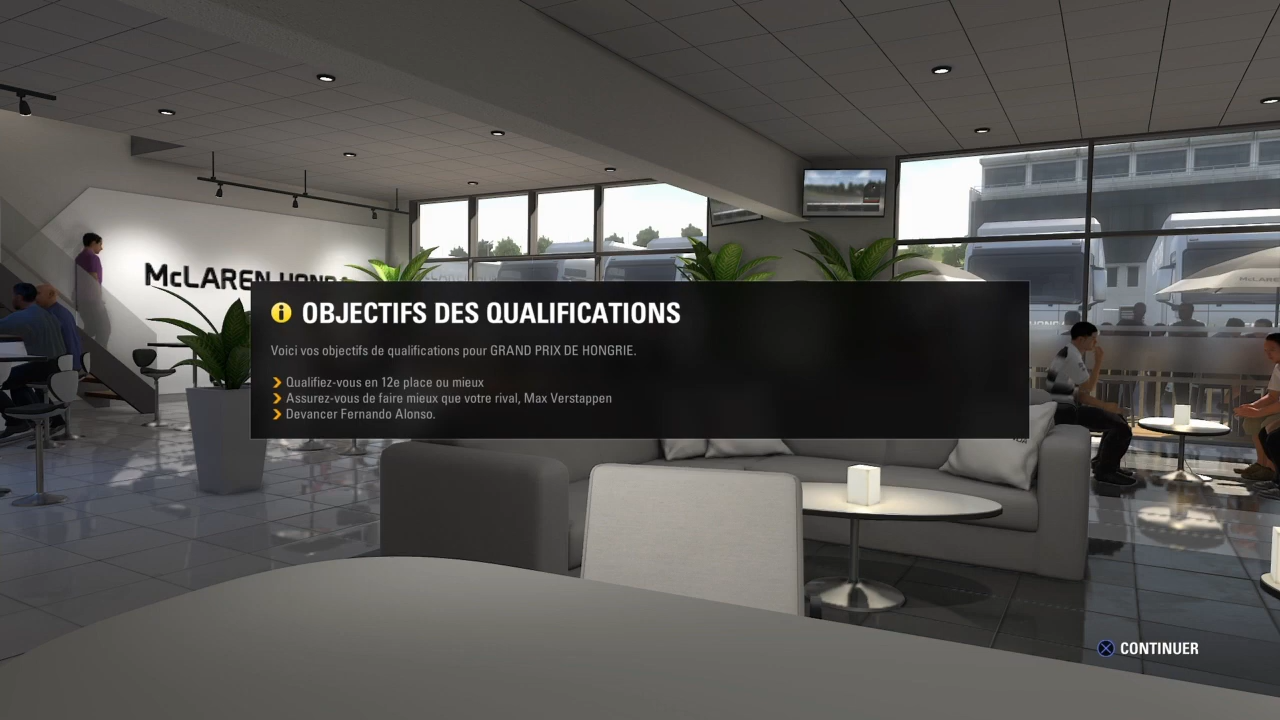 McLAREN HONDA
OBJECTIFS DES QUALIFICATIONS
Voici vos objectifs de qualifications pour GRAND PRIX DE HONGRIE.
Qualifiez-vous en 12e place ou mieux
Assurez-vous de faire mieux que votre rival, Max Verstappen
Devancer Fernando Alonso.
CONTINUER